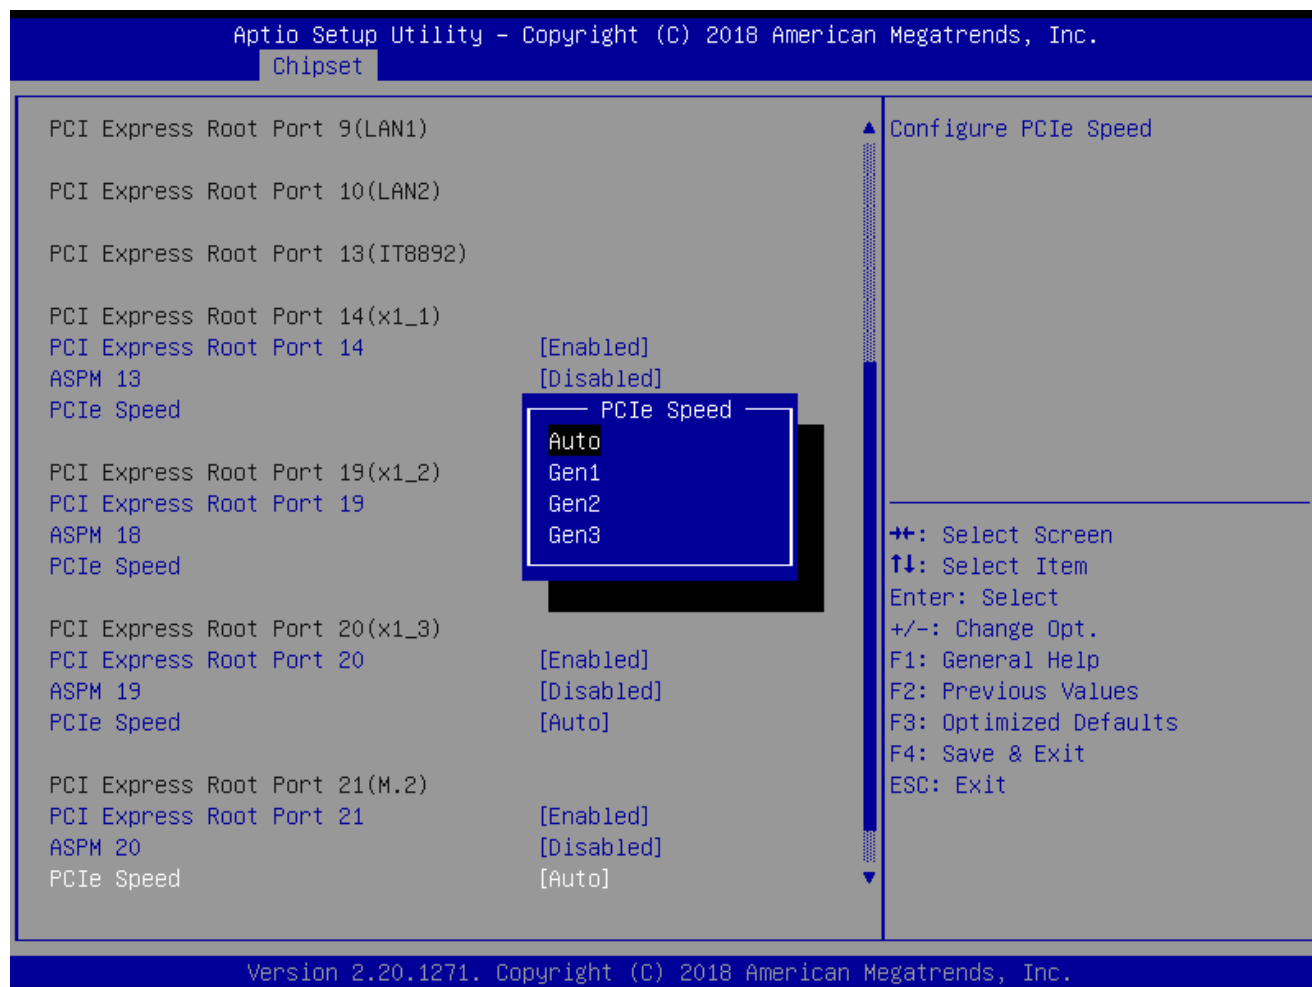 Aptio Setup Utility – Copyright (C) 2018 American Megatrends, Inc.
Chipset
PCI Express Root Port 9(LAN1)
PCI Express Root Port 10(LAN2)
PCI Express Root Port 13(IT8892)
PCI Express Root Port 14(x1_1)
PCI Express Root Port 14 [Enabled]
ASPM 13 [Disabled]
PCIe Speed
PCI Express Root Port 19(x1_2)
PCI Express Root Port 19
ASPM 18
PCIe Speed
PCI Express Root Port 20(x1_3)
PCI Express Root Port 20 [Enabled]
ASPM 19 [Disabled]
PCIe Speed [Auto]
PCI Express Root Port 21(M.2)
PCI Express Root Port 21 [Enabled]
ASPM 20 [Disabled]
PCIe Speed [Auto]
PCIe Speed
Auto
Gen1
Gen2
Gen3
Configure PCIe Speed
→←: Select Screen
↑↓: Select Item
Enter: Select
+/-: Change Opt.
F1: General Help
F2: Previous Values
F3: Optimized Defaults
F4: Save & Exit
ESC: Exit
Version 2.20.1271. Copyright (C) 2018 American Megatrends, Inc.